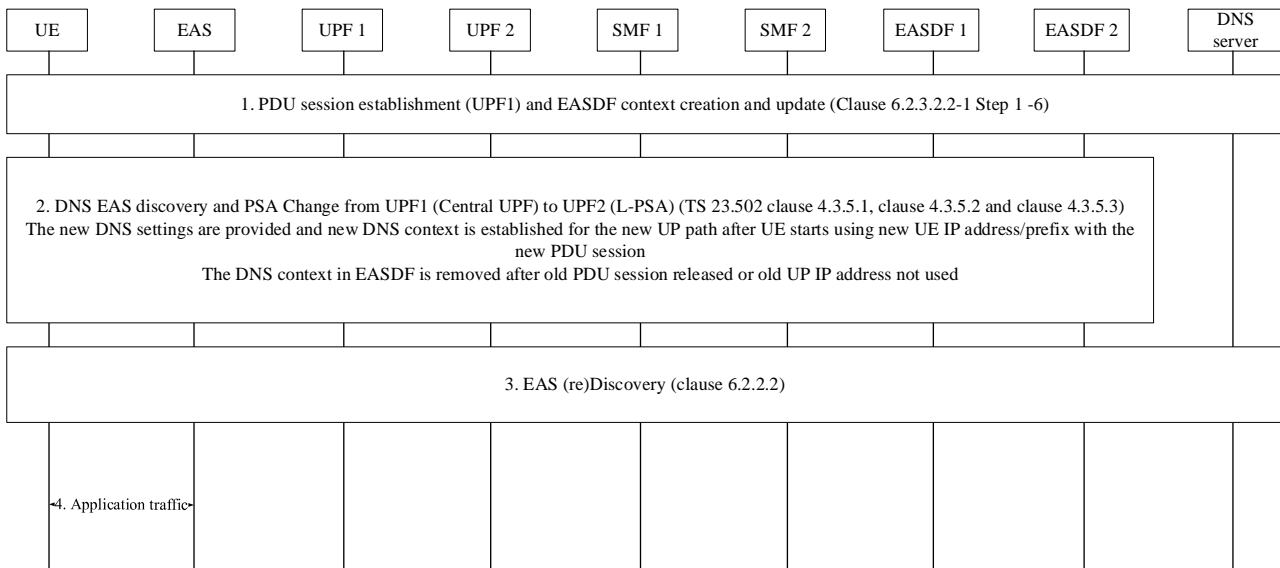 UE
EAS
UPF 1
UPF 2
SMF 1
SMF 2
EASDF 1
EASDF 2
DNS
server
1. PDU session establishment (UPF1) and EASDF context creation and update (Clause 6.2.3.2.2-1 Step 1 -6)
2. DNS EAS discovery and PSA Change from UPF1 (Central UPF) to UPF2 (L-PSA) (TS 23.502 clause 4.3.5.1, clause 4.3.5.2 and clause 4.3.5.3)
The new DNS settings are provided and new DNS context is established for the new UP path after UE starts using new UE IP address/prefix with the
new PDU session
The DNS context in EASDF is removed after old PDU session released or old UP IP address not used
3. EAS (re)Discovery (clause 6.2.2.2)
4. Application traffic